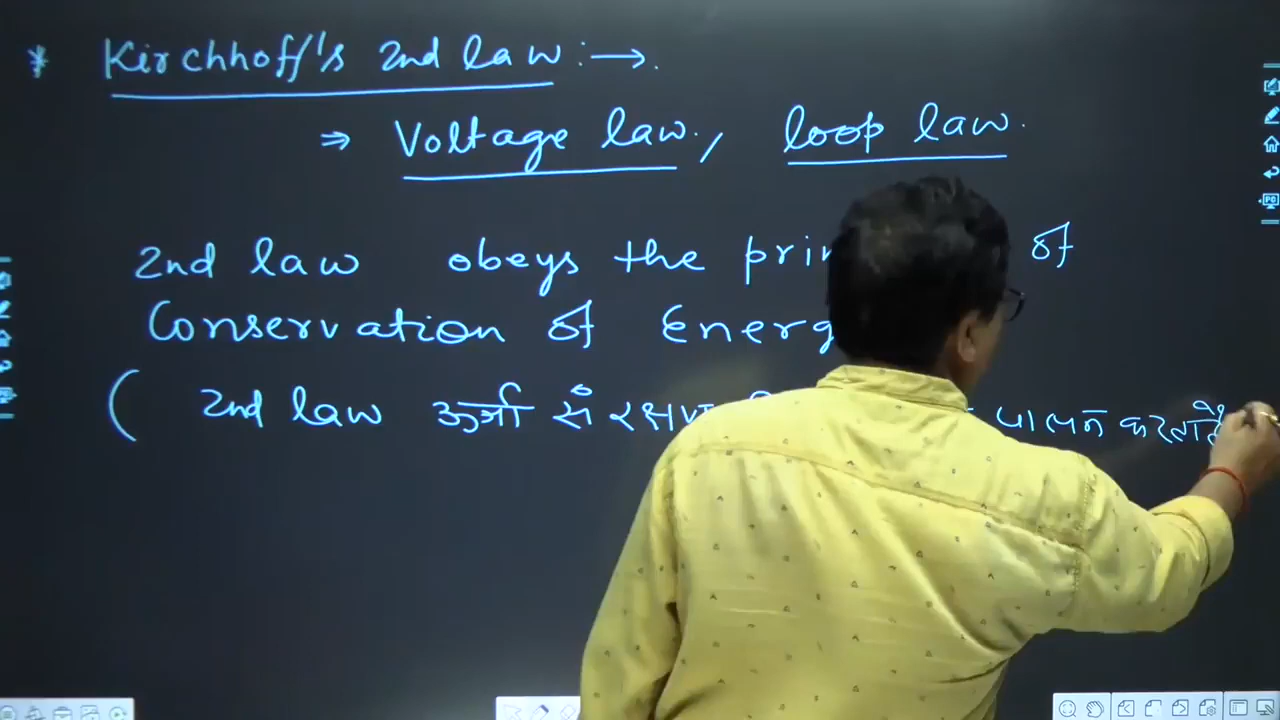 * Kirchhoff's 2nd law :→.
⇒ Voltage law., loop law.
2nd law obeys the prin of
Conservation of Energ
( 2nd law ऊर्जा संरक्षण पालन करता है